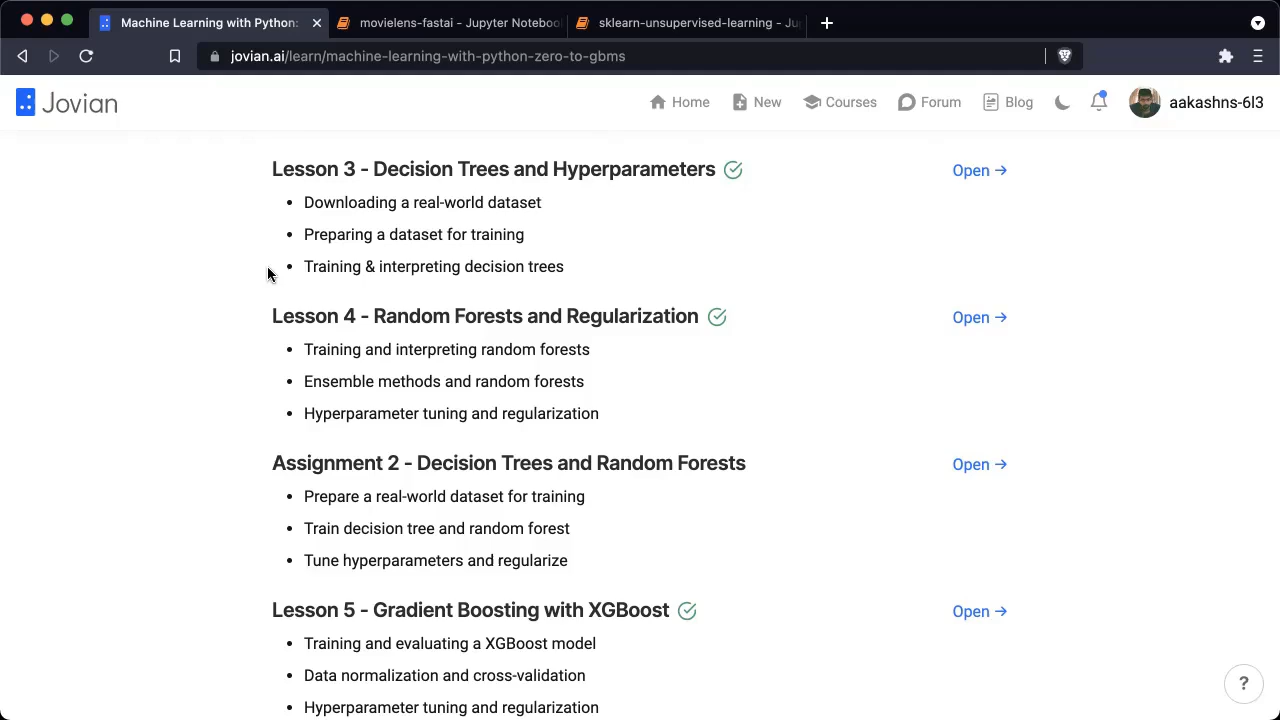 Machine Learning with Python:
movielens-fastai - Jupyter Notebook
sklearn-unsupervised-learning - Ju
jovian.ai/learn/machine-learning-with-python-zero-to-gbms
Jovian
Home
New
Courses
Forum
Blog
aakashns-6l3
Lesson 3 - Decision Trees and Hyperparameters
Open →
• Downloading a real-world dataset
• Preparing a dataset for training
• Training & interpreting decision trees
Lesson 4 - Random Forests and Regularization
Open →
• Training and interpreting random forests
• Ensemble methods and random forests
• Hyperparameter tuning and regularization
Assignment 2 - Decision Trees and Random Forests
Open →
• Prepare a real-world dataset for training
• Train decision tree and random forest
• Tune hyperparameters and regularize
Lesson 5 - Gradient Boosting with XGBoost
Open →
• Training and evaluating a XGBoost model
• Data normalization and cross-validation
• Hyperparameter tuning and regularization
?